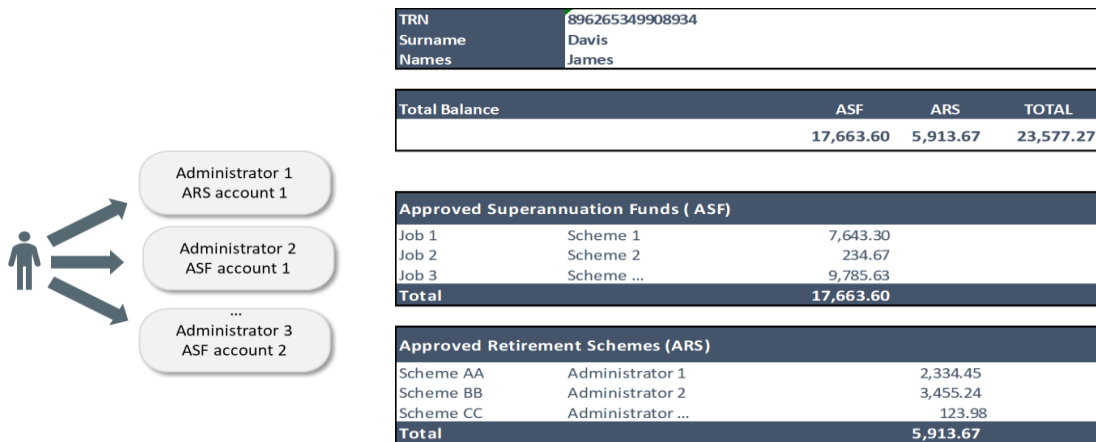 Administrator 1
ARS account 1
Administrator 2
ASF account 1
...
Administrator 3
ASF account 2
TRN 896265349908934
Surname Davis
Names James
Total Balance ASF ARS TOTAL
17,663.60 5,913.67 23,577.27
Approved Superannuation Funds ( ASF)
Job 1 Scheme 1 7,643.30
Job 2 Scheme 2 234.67
Job 3 Scheme ... 9,785.63
Total 17,663.60
Approved Retirement Schemes (ARS)
Scheme AA Administrator 1 2,334.45
Scheme BB Administrator 2 3,455.24
Scheme CC Administrator ... 123.98
Total 5,913.67